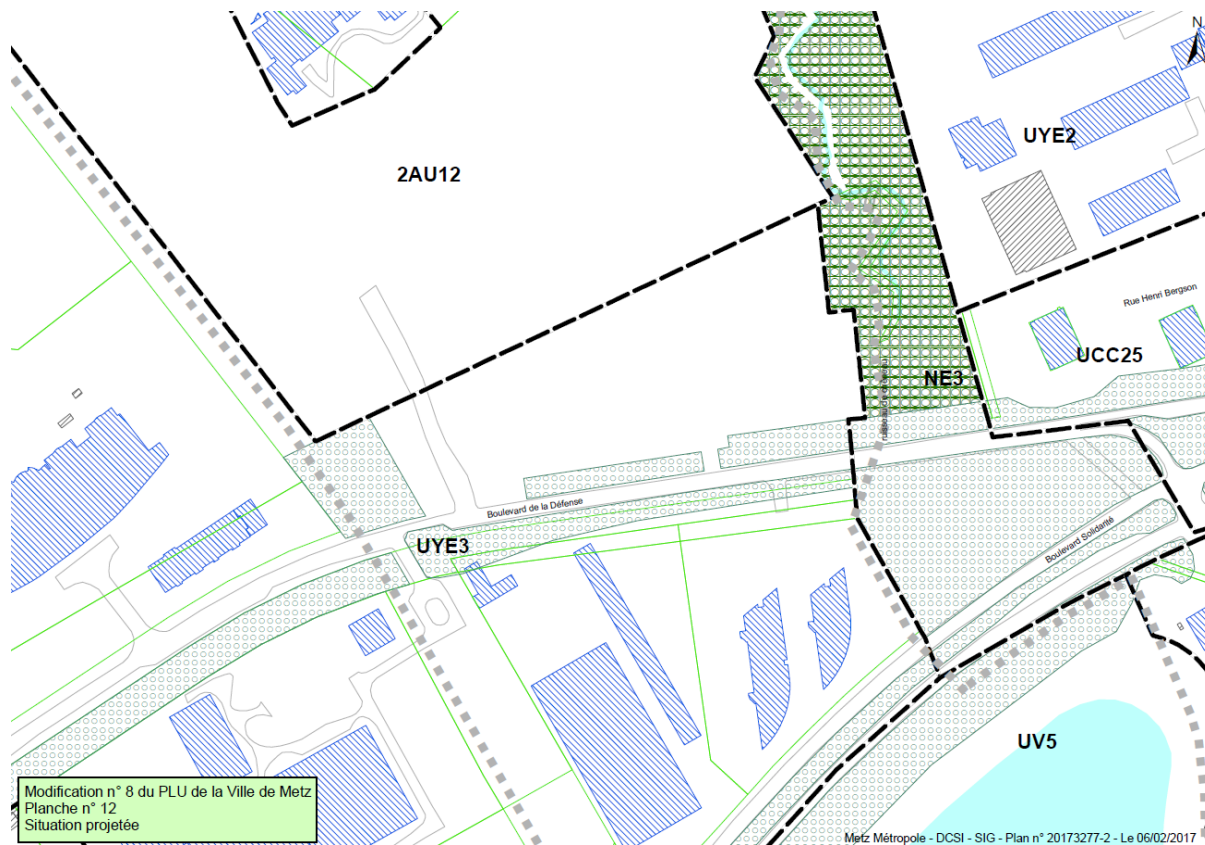 N
UYE2
2AU12
Rue Henri Bergson
UCC25
NE3
Boulevard de la Défense
UYE3
Boulevard Solidarité
UV5
Modification n° 8 du PLU de la Ville de Metz
Planche n° 12
Situation projetée
Metz Métropole - DCSI - SIG - Plan n° 20173277-2 - Le 06/02/2017